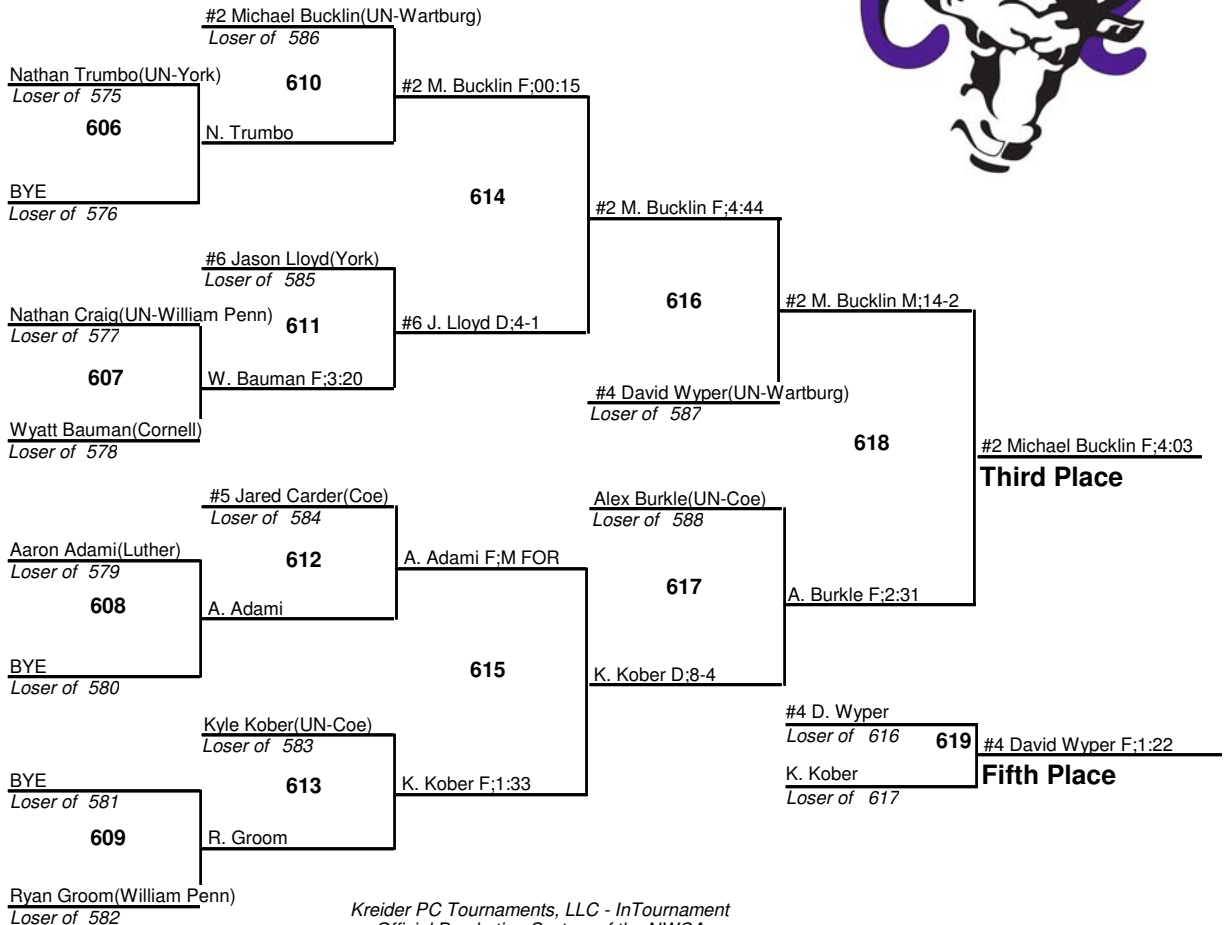 #2 Michael Bucklin(UN-Wartburg)
Loser of 586
Nathan Trumbo(UN-York)
Loser of 575
610
#2 M. Bucklin F;00:15
606
N. Trumbo
BYE
Loser of 576
614
#2 M. Bucklin F;4:44
#6 Jason Lloyd(York)
Loser of 585
Nathan Craig(UN-William Penn)
Loser of 577
611
#6 J. Lloyd D;4-1
616
#2 M. Bucklin M;14-2
607
W. Bauman F;3:20
#4 David Wyper(UN-Wartburg)
Loser of 587
Wyatt Bauman(Cornell)
Loser of 578
618
#2 Michael Bucklin F;4:03
Third Place
#5 Jared Carder(Coe)
Loser of 584
Alex Burkle(UN-Coe)
Loser of 588
Aaron Adami(Luther)
Loser of 579
612
A. Adami F;M FOR
608
A. Adami
617
A. Burkle F;2:31
BYE
Loser of 580
615
K. Kober D;8-4
Kyle Kober(UN-Coe)
Loser of 583
#4 D. Wyper
Loser of 616
619
#4 David Wyper F;1:22
Fifth Place
K. Kober
Loser of 617
BYE
Loser of 581
613
K. Kober F;1:33
609
R. Groom
Ryan Groom(William Penn)
Loser of 582
Kreider PC Tournaments, LLC - InTournament